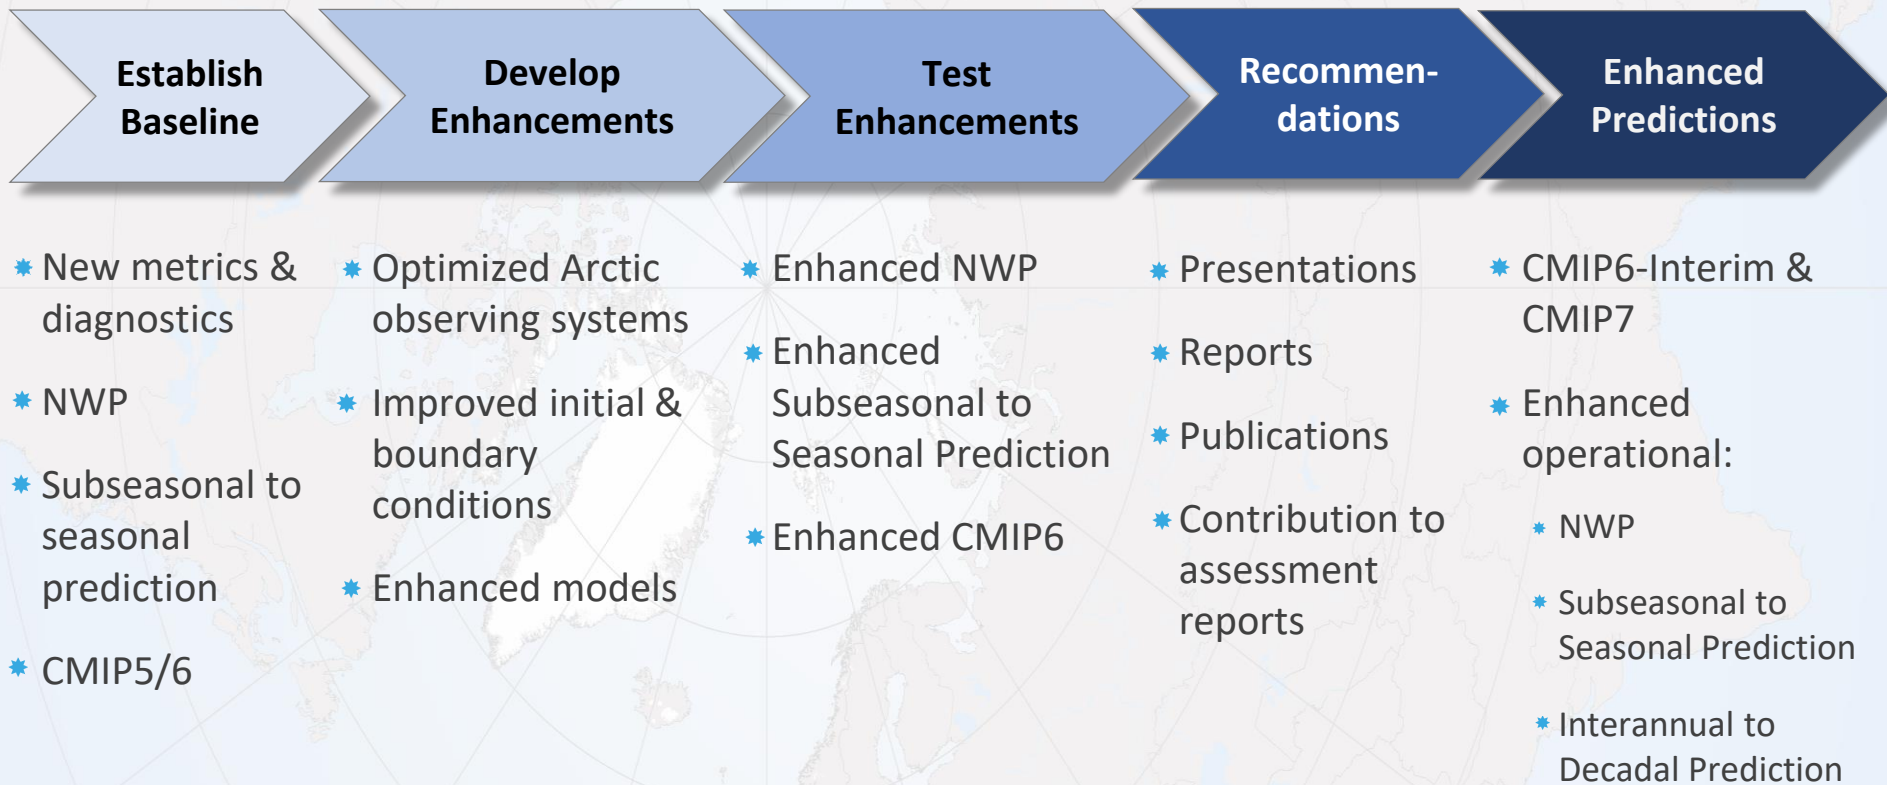 Establish
Baseline
Develop
Enhancements
Test
Enhancements
Recommen-
dations
Enhanced
Predictions
New metrics &
diagnostics
NWP
Subseasonal to
seasonal
prediction
CMIP5/6
Optimized Arctic
observing systems
Improved initial &
boundary
conditions
Enhanced models
Enhanced NWP
Enhanced
Subseasonal to
Seasonal Prediction
Enhanced CMIP6
Presentations
Reports
Publications
Contribution to
assessment
reports
CMIP6-Interim &
CMIP7
Enhanced
operational:
NWP
Subseasonal to
Seasonal Prediction
Interannual to
Decadal Prediction